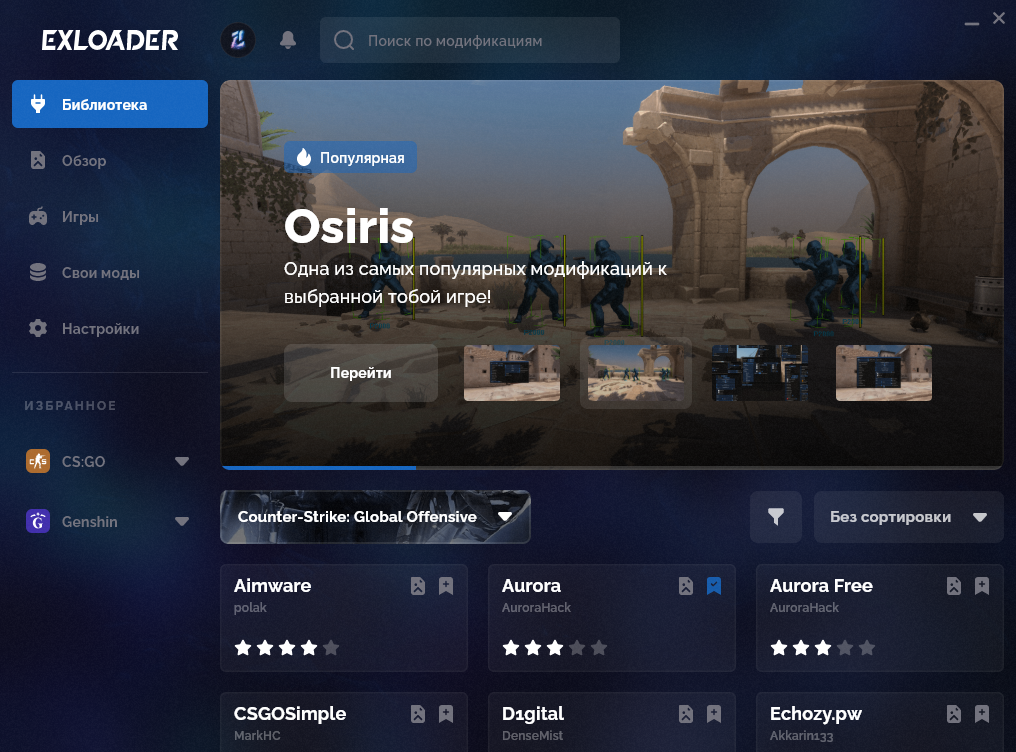 EXLOADER
Поиск по модификациям
Библиотека
Обзор
Игры
Свои моды
Настройки
ИЗБРАННОЕ
CS:GO
Genshin
Популярная
Osiris
Одна из самых популярных модификаций к
выбранной тобой игре!
Перейти
Counter-Strike: Global Offensive
Без сортировки
Aimware
polak
Aurora
AuroraHack
Aurora Free
AuroraHack
CSGOSimple
MarkHC
D1gital
DenseMist
Echozy.pw
Akkarin133